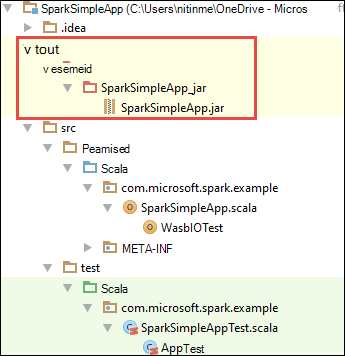 SparkSimpleApp (C:\Users\nitinme\OneDrive - Micros
.idea
v tout
v esemeid
SparkSimpleApp_jar
SparkSimpleApp.jar
src
Peamised
Scala
com.microsoft.spark.example
SparkSimpleApp.scala
WasbIOTest
META-INF
test
Scala
com.microsoft.spark.example
SparkSimpleAppTest.scala
AppTest